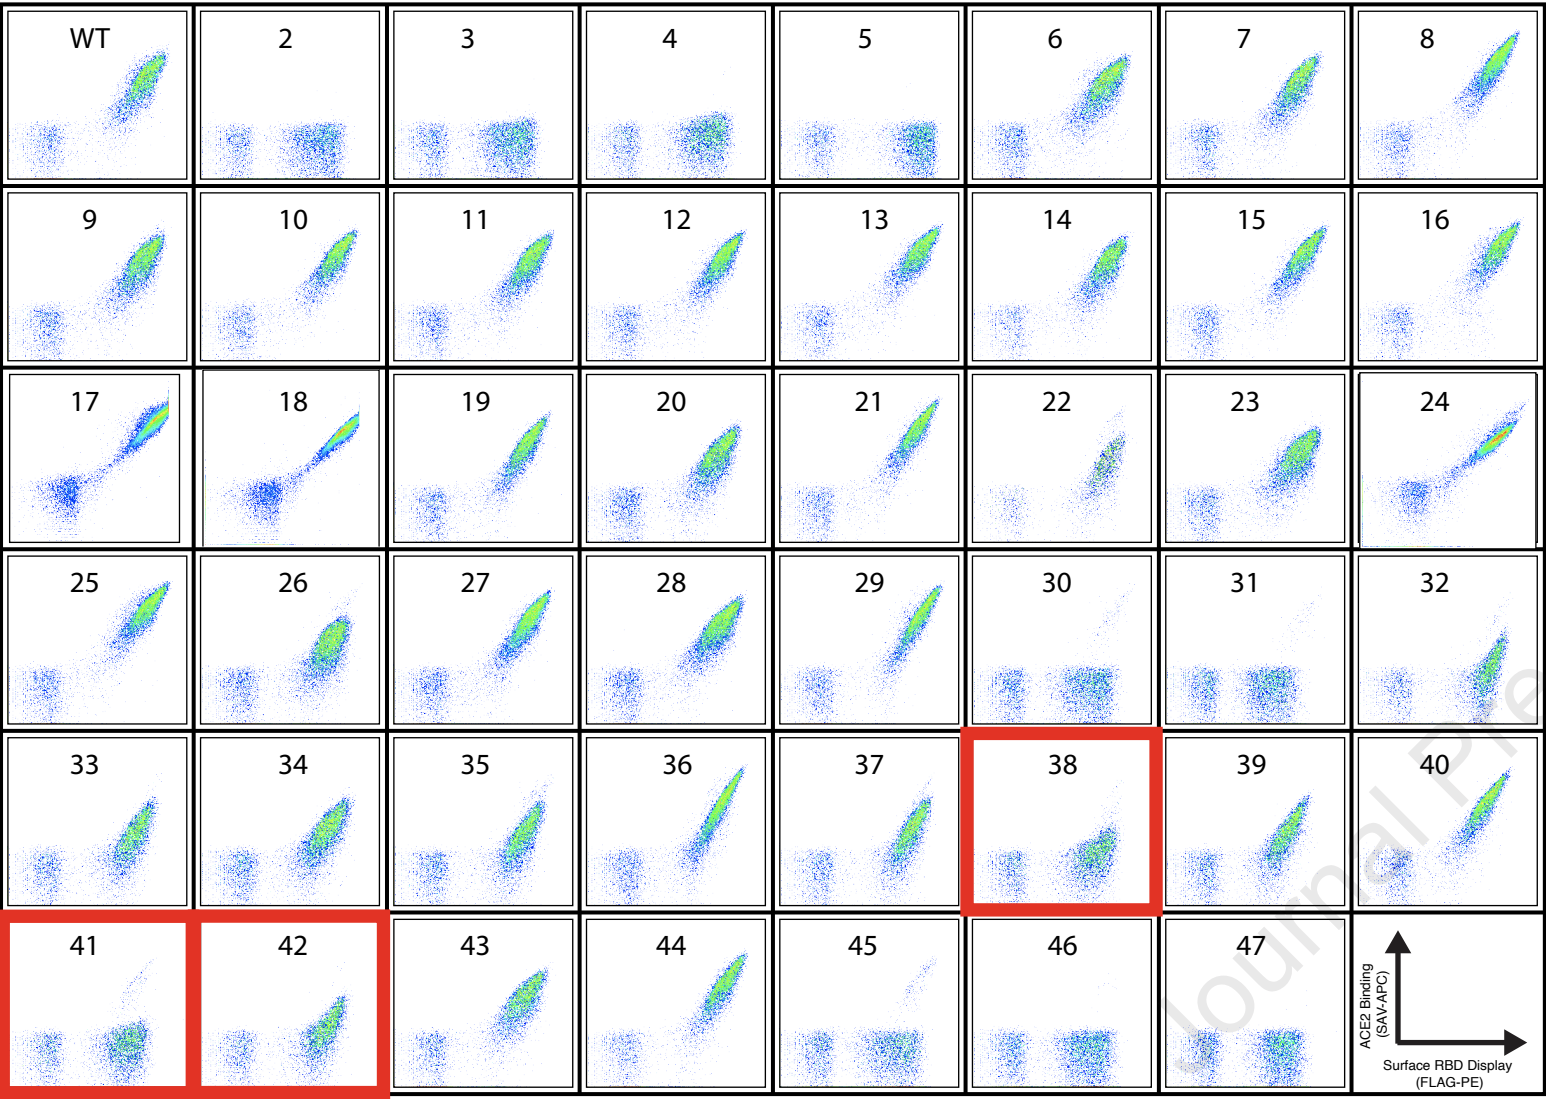 WT 2 3 4 5 6 7 8
9 10 11 12 13 14 15 16
17 18 19 20 21 22 23 24
25 26 27 28 29 30 31 32
33 34 35 36 37 38 39 40
41 42 43 44 45 46 47
ACE2 Binding
(SAV-APC)
Surface RBD Display
(FLAG-PE)
Journal Pre